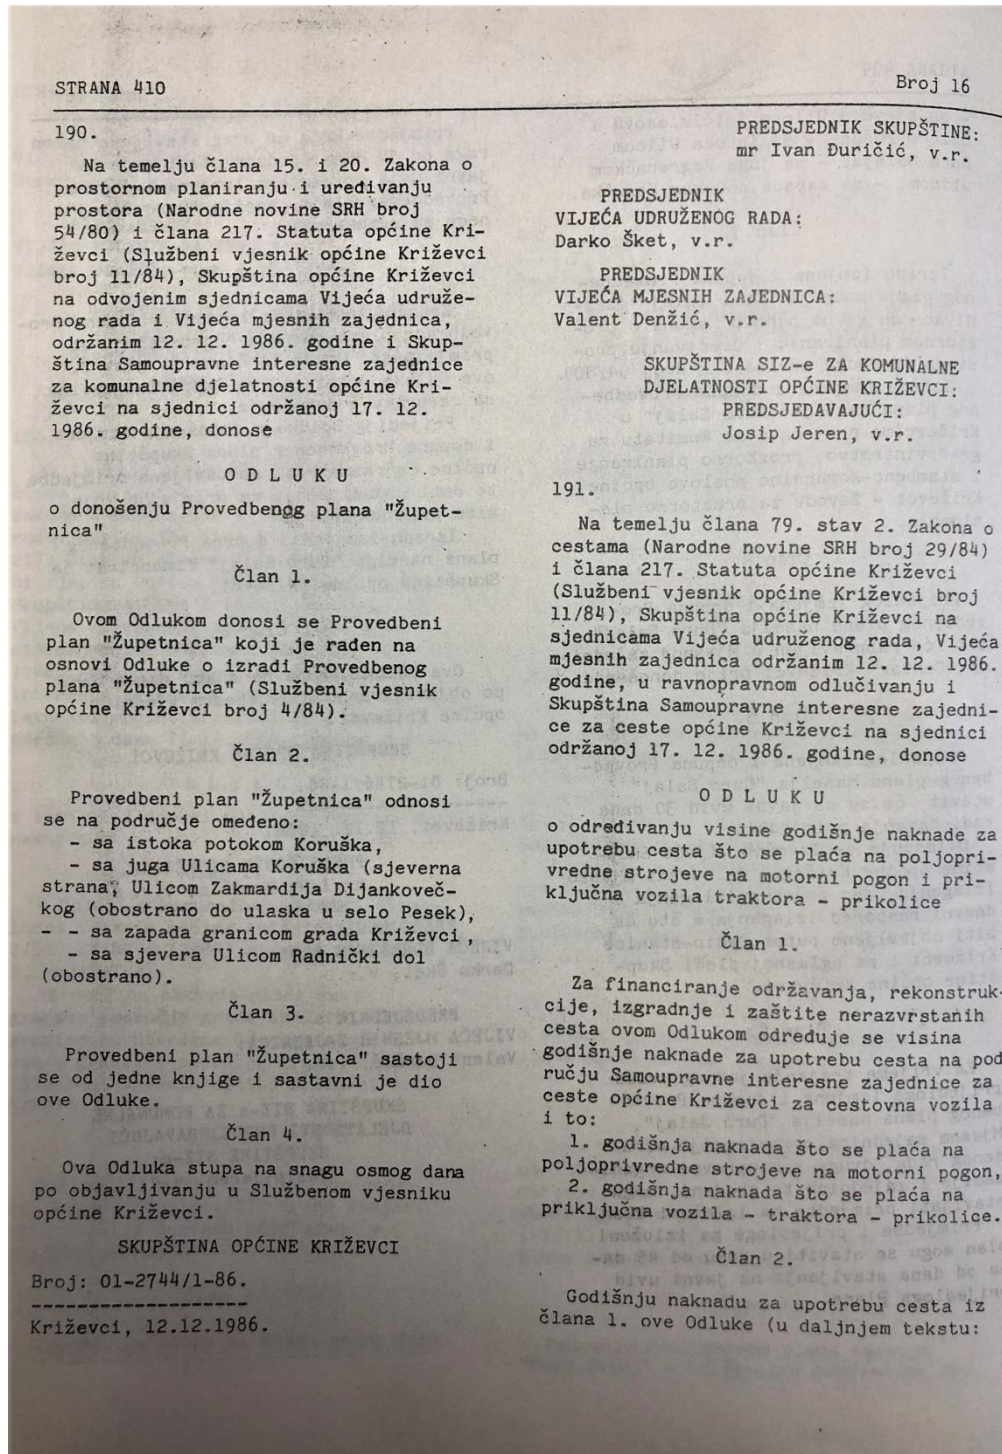 STRANA 410
Broj 16
190.
Na temelju člana 15. i 20. Zakona o
prostornom planiranju i uređivanju
prostora (Narodne novine SRH broj
54/80) i člana 217. Statuta općine Kri-
ževci (Službeni vjesnik općine Križevci
broj 11/84), Skupština općine Križevci
na odvojenim sjednicama Vijeća udruže-
nog rada i Vijeća mjesnih zajednica,
održanim 12. 12. 1986. godine i Skup-
ština Samoupravne interesne zajednice
za komunalne djelatnosti općine Kri-
ževci na sjednici održanoj 17. 12.
1986. godine, donose
O D L U K U
o donošenju Provedbenog plana "Župet-
nica"
Član 1.
Ovom Odlukom donosi se Provedbeni
plan "Župetnica" koji je rađen na
osnovi Odluke o izradi Provedbenog
plana "Župetnica" (Službeni vjesnik
općine Križevci broj 4/84).
Član 2.
Provedbeni plan "Župetnica" odnosi
se na područje omeđeno:
- sa istoka potokom Koruška,
- sa juga Ulicama Koruška (sjeverna
strana, Ulicom Zakmardija Dijankoveč-
kog (obostrano do ulaska u selo Pesek),
- - sa zapada granicom grada Križevci,
- sa sjevera Ulicom Radnički dol
(obostrano).
Član 3.
Provedbeni plan "Župetnica" sastoji
se od jedne knjige i sastavni je dio
ove Odluke.
Član 4.
Ova Odluka stupa na snagu osmog dana
po objavljivanju u Službenom vjesniku
općine Križevci.
SKUPŠTINA OPĆINE KRIŽEVCI
Broj: 01-2744/1-86.
-------------------
Križevci, 12.12.1986.
PREDSJEDNIK SKUPŠTINE:
mr Ivan Đuričić, v.r.
PREDSJEDNIK
VIJEĆA UDRUŽENOG RADA:
Darko Šket, v.r.
PREDSJEDNIK
VIJEĆA MJESNIH ZAJEDNICA:
Valent Denžić, v.r.
SKUPŠTINA SIZ-e ZA KOMUNALNE
DJELATNOSTI OPĆINE KRIŽEVCI:
PREDSJEDAVAJUĆI:
Josip Jeren, v.r.
191.
Na temelju člana 79. stav 2. Zakona o
cestama (Narodne novine SRH broj 29/84)
i člana 217. Statuta općine Križevci
(Službeni vjesnik općine Križevci broj
11/84), Skupština općine Križevci na
sjednicama Vijeća udruženog rada, Vijeća
mjesnih zajednica održanim 12. 12. 1986.
godine, u ravnopravnom odlučivanju i
Skupština Samoupravne interesne zajedni-
ce za ceste općine Križevci na sjednici
održanoj 17. 12. 1986. godine, donose
O D L U K U
o određivanju visine godišnje naknade za
upotrebu cesta što se plaća na poljopri-
vredne strojeve na motorni pogon i pri-
ključna vozila traktora - prikolice
Član 1.
Za financiranje održavanja, rekonstruk-
cije, izgradnje i zaštite nerazvrstanih
cesta ovom Odlukom određuje se visina
godišnje naknade za upotrebu cesta na pod
ručju Samoupravne interesne zajednice za
ceste općine Križevci za cestovna vozila
i to:
1. godišnja naknada što se plaća na
poljoprivredne strojeve na motorni pogon,
2. godišnja naknada što se plaća na
priključna vozila - traktora - prikolice.
Član 2.
Godišnju naknadu za upotrebu cesta iz
člana 1. ove Odluke (u daljnjem tekstu: